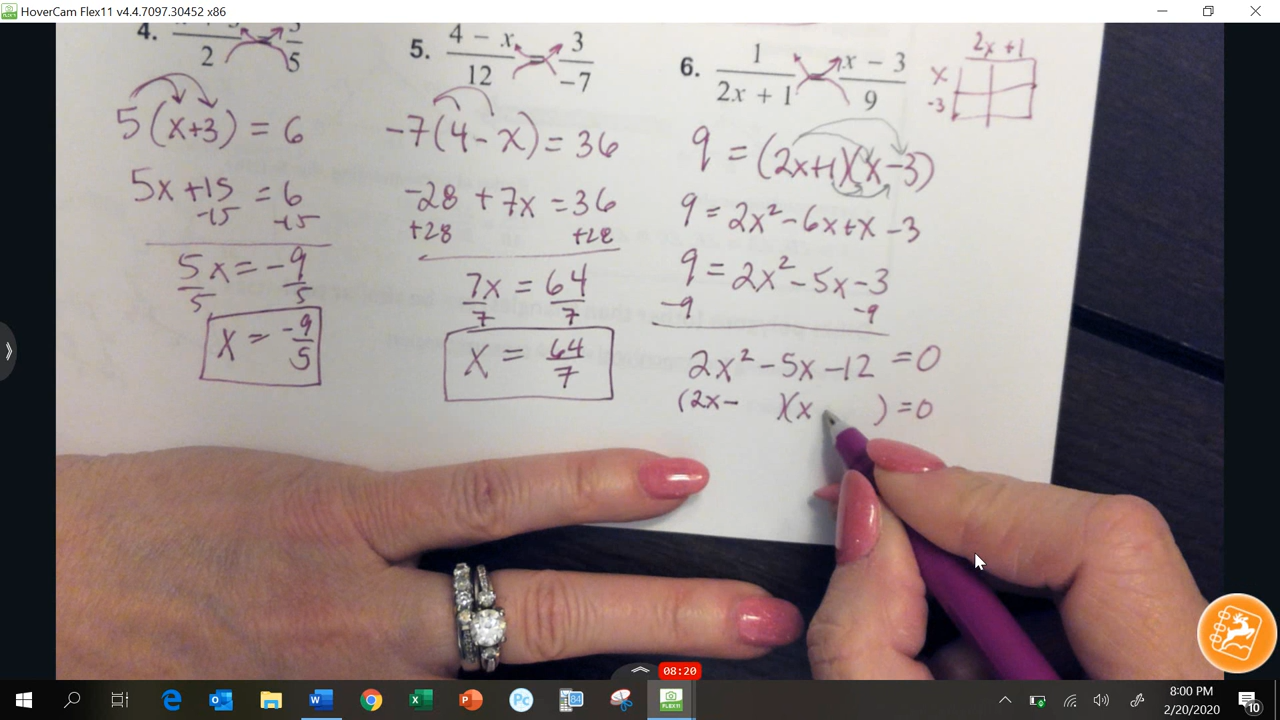 HoverCam Flex11 v4.4.7097.30452 x86
4. 2 = 5
5(x+3) = 6
5x +15 = 6
-15 -15
5x = -9
5 5
x = -9/5
5. 4 - x / 12 = 3 / -7
-7(4 - x) = 36
-28 + 7x = 36
+28 +28
7x = 64
7 7
x = 64/7
6. 1 / 2x + 1 = x - 3 / 9
2x +1
x
-3
9 = (2x+1)(x-3)
9 = 2x² - 6x + x - 3
9 = 2x² - 5x - 3
-9 -9
2x² - 5x - 12 = 0
(2x - )(x ) = 0
08:20
Pc
84
FLEX11
8:00 PM
2/20/2020
10